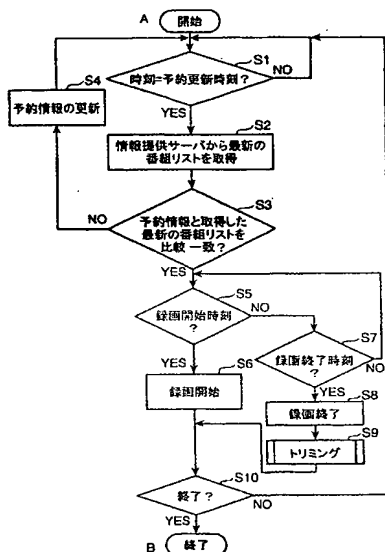 A 開始
S1
時刻=予約更新時刻?
NO
S4
予約情報の更新
YES
S2
情報提供サーバから最新の
番組リストを取得
S3
予約情報と取得した
最新の番組リストを
比較 一致?
NO
YES
S5
録画開始時刻
?
NO
S7
録画終了時刻
?
NO
YES
S6
録画開始
YES
S8
録画終了
S9
トリミング
S10
終了?
NO
YES
B 終了